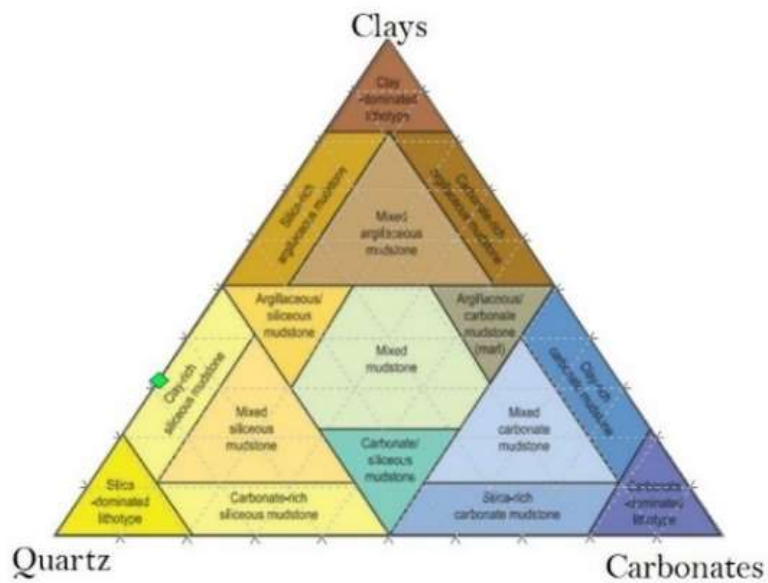 Clays
Clay
-dominated
lithotype
Silica-rich
argillaceous mudstone
Carbonate-rich
argillaceous mudstone
Mixed
argillaceous
mudstone
Argillaceous/
siliceous
mudstone
Argillaceous/
carbonate
mudstone
(marl)
Clay-rich
siliceous mudstone
Mixed
mudstone
Clay-rich
carbonate mudstone
Mixed
siliceous
mudstone
Mixed
carbonate
mudstone
Carbonate/
siliceous
mudstone
Silica
-dominated
lithotype
Carbonate-rich
siliceous mudstone
Silica-rich
carbonate mudstone
Carbonate
-dominated
lithotype
Quartz
Carbonates